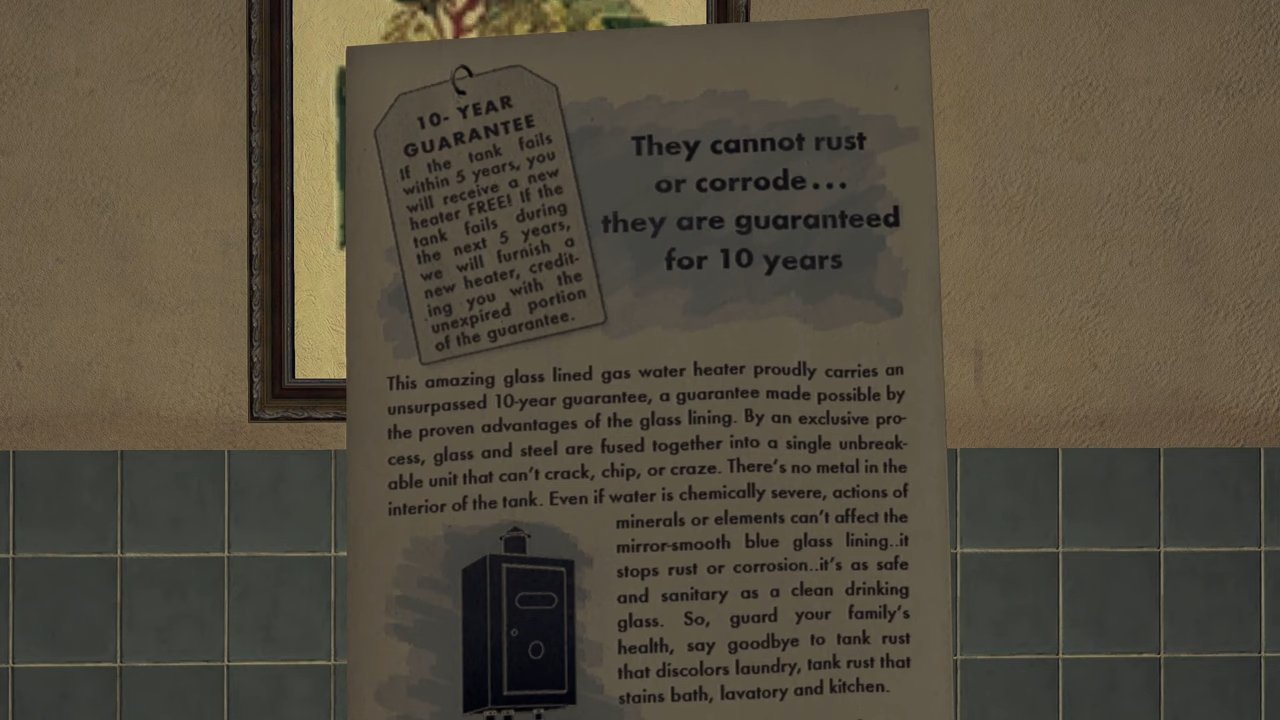 10- YEAR
GUARANTEE
If the tank fails
within 5 years, you
will receive a new
heater FREE! If the
tank fails during
the next 5 years,
we will furnish a
new heater, credit-
ing you with the
unexpired portion
of the guarantee.
They cannot rust
or corrode...
they are guaranteed
for 10 years
This amazing glass lined gas water heater proudly carries an
unsurpassed 10-year guarantee, a guarantee made possible by
the proven advantages of the glass lining. By an exclusive pro-
cess, glass and steel are fused together into a single unbreak-
able unit that can't crack, chip, or craze. There's no metal in the
interior of the tank. Even if water is chemically severe, actions of
minerals or elements can't affect the
mirror-smooth blue glass lining..it
stops rust or corrosion..it's as safe
and sanitary as a clean drinking
glass. So, guard your family's
health, say goodbye to tank rust
that discolors laundry, tank rust that
stains bath, lavatory and kitchen.